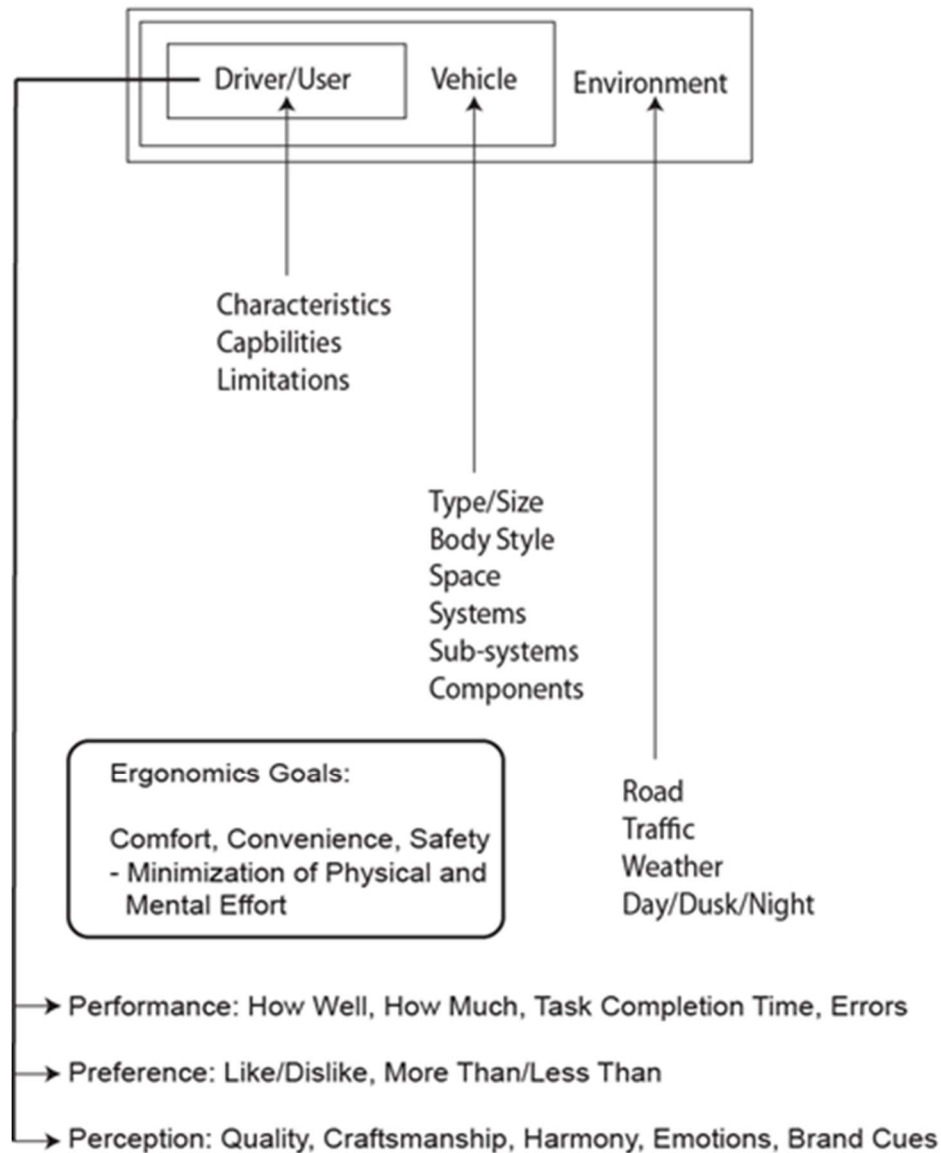 Driver/User
Vehicle
Environment
Characteristics
Capbilities
Limitations
Type/Size
Body Style
Space
Systems
Sub-systems
Components
Ergonomics Goals:
Comfort, Convenience, Safety
- Minimization of Physical and
Mental Effort
Road
Traffic
Weather
Day/Dusk/Night
Performance: How Well, How Much, Task Completion Time, Errors
Preference: Like/Dislike, More Than/Less Than
Perception: Quality, Craftsmanship, Harmony, Emotions, Brand Cues